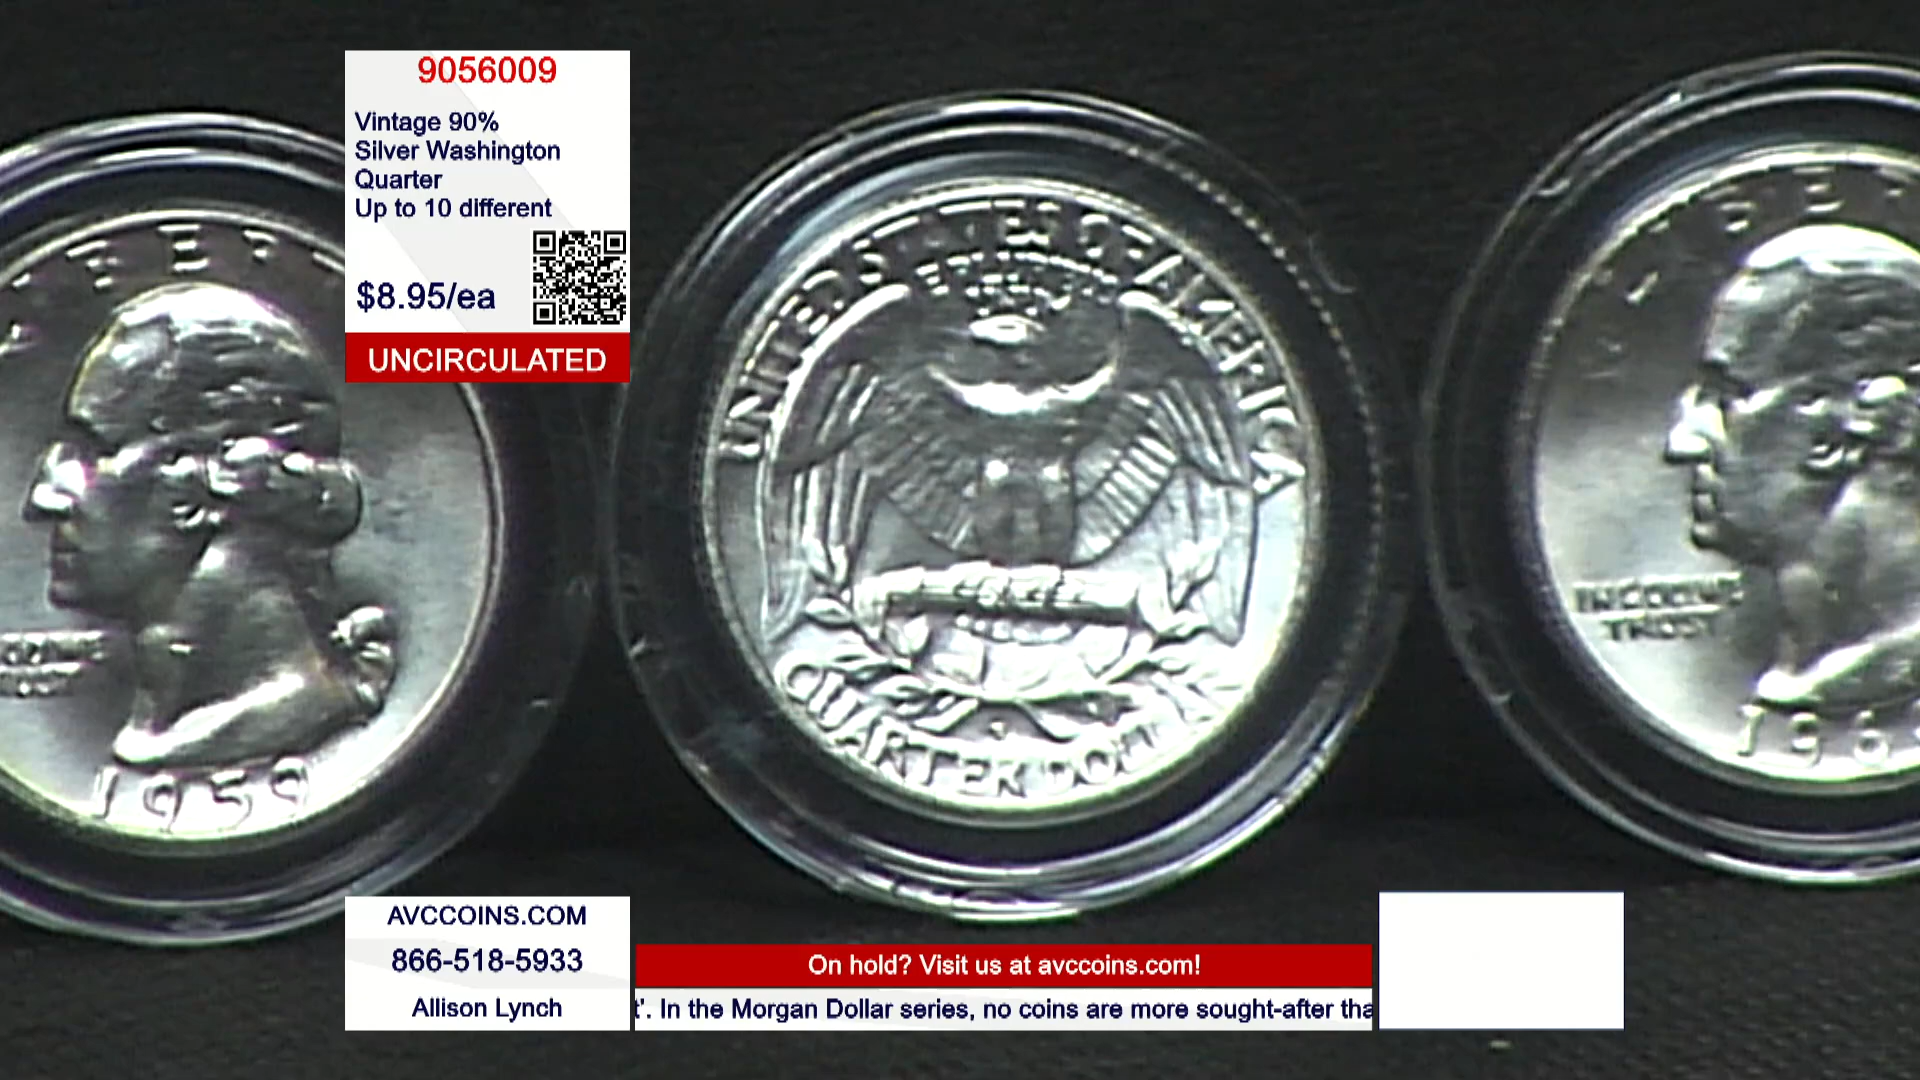 9056009
Vintage 90%
Silver Washington
Quarter
Up to 10 different
$8.95/ea
UNCIRCULATED
1959
UNITED STATES OF AMERICA
QUARTER
TRUST
196
AVCCOINS.COM
866-518-5933
Allison Lynch
On hold? Visit us at avccoins.com!
t'. In the Morgan Dollar series, no coins are more sought-after tha